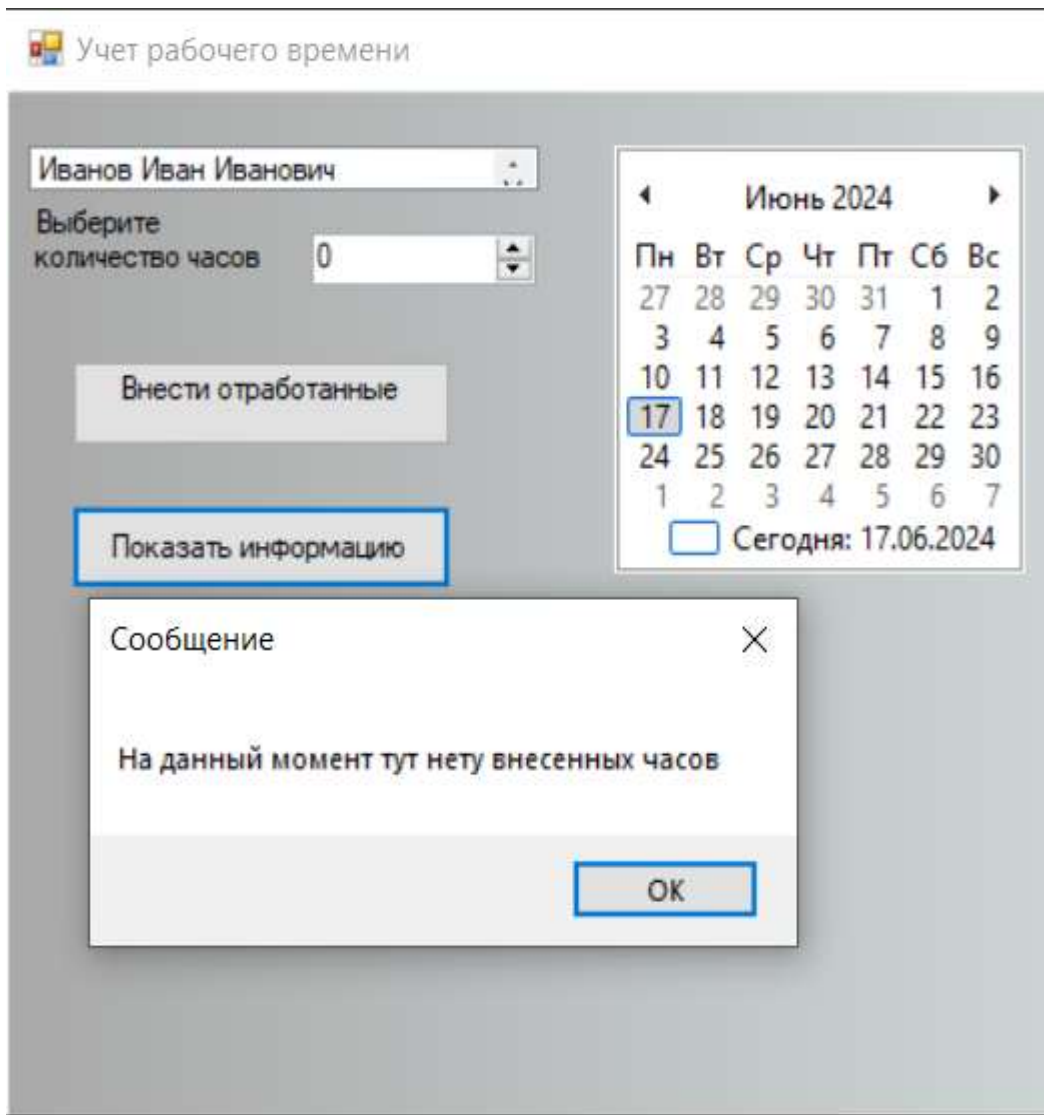 Учет рабочего времени
Иванов Иван Иванович
Выберите
количество часов
0
Внести отработанные
Показать информацию
Июнь 2024
Пн Вт Ср Чт Пт Сб Вс
27 28 29 30 31 1 2
3 4 5 6 7 8 9
10 11 12 13 14 15 16
17 18 19 20 21 22 23
24 25 26 27 28 29 30
1 2 3 4 5 6 7
Сегодня: 17.06.2024
Сообщение
На данный момент тут нету внесенных часов
ОК